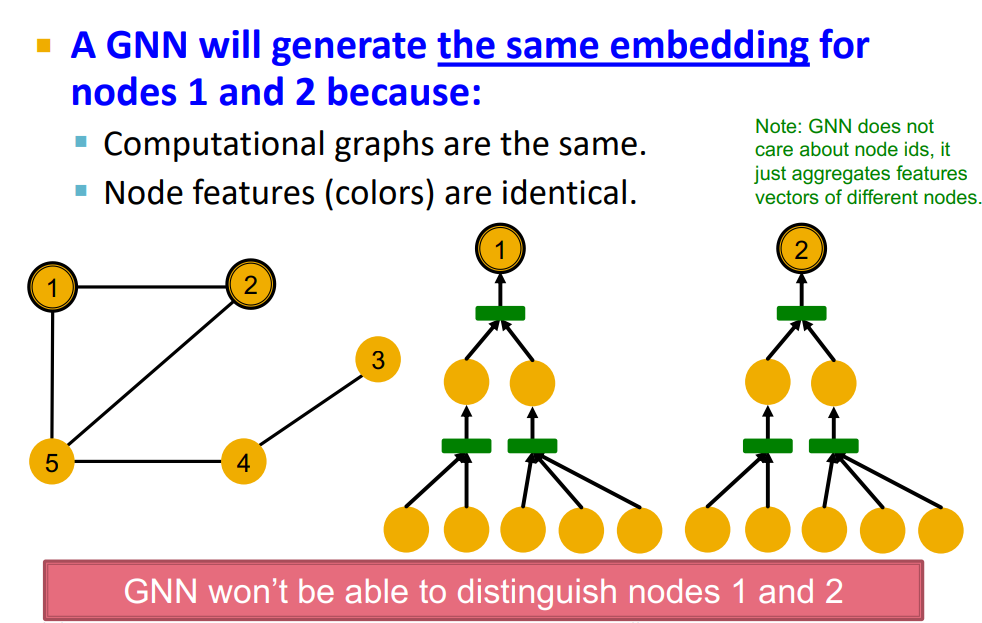 A GNN will generate the same embedding for
nodes 1 and 2 because:
Computational graphs are the same.
Node features (colors) are identical.
Note: GNN does not
care about node ids, it
just aggregates features
vectors of different nodes.
1
2
3
5
4
1
2
GNN won't be able to distinguish nodes 1 and 2